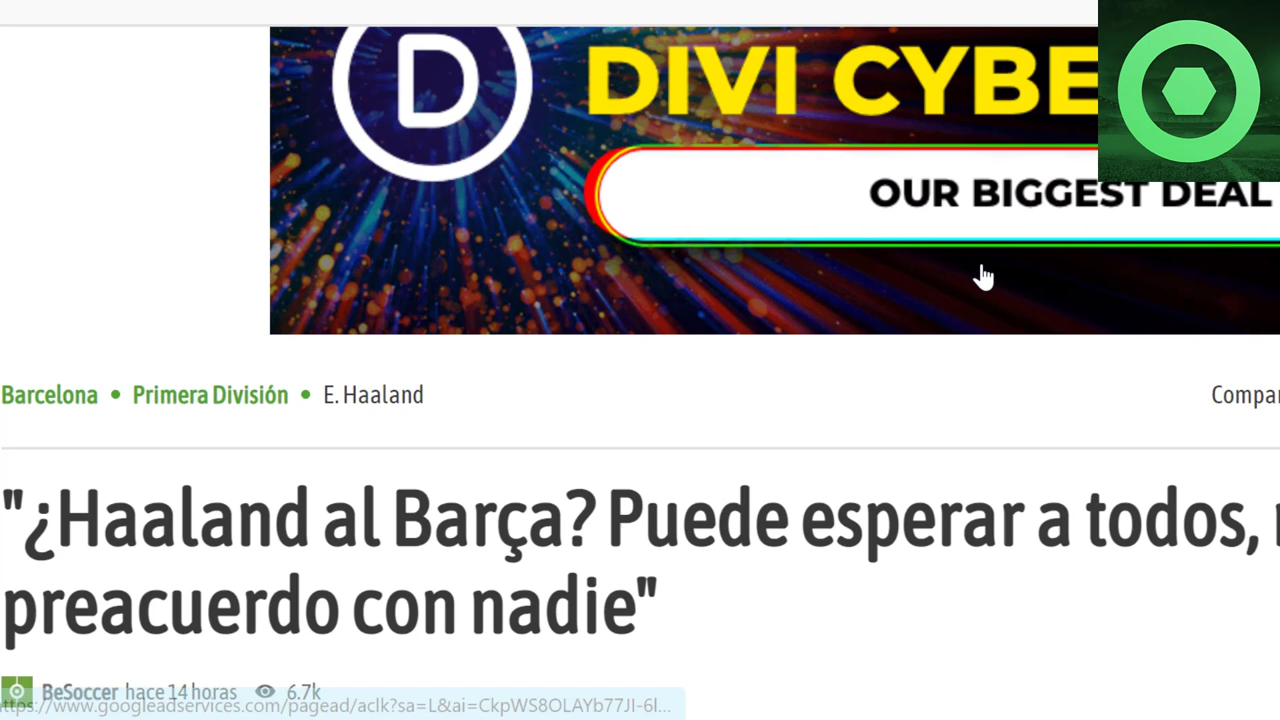 D
DIVI CYBE
OUR BIGGEST DEAL
Barcelona • Primera División • E. Haaland
Compar
"¿Haaland al Barça? Puede esperar a todos,
preacuerdo con nadie"
BeSoccer hace 14 horas 6.7k
ttps://www.googleadservices.com/pagead/aclk?sa=L&ai=CkpWS8OLAYb77JI-6l...